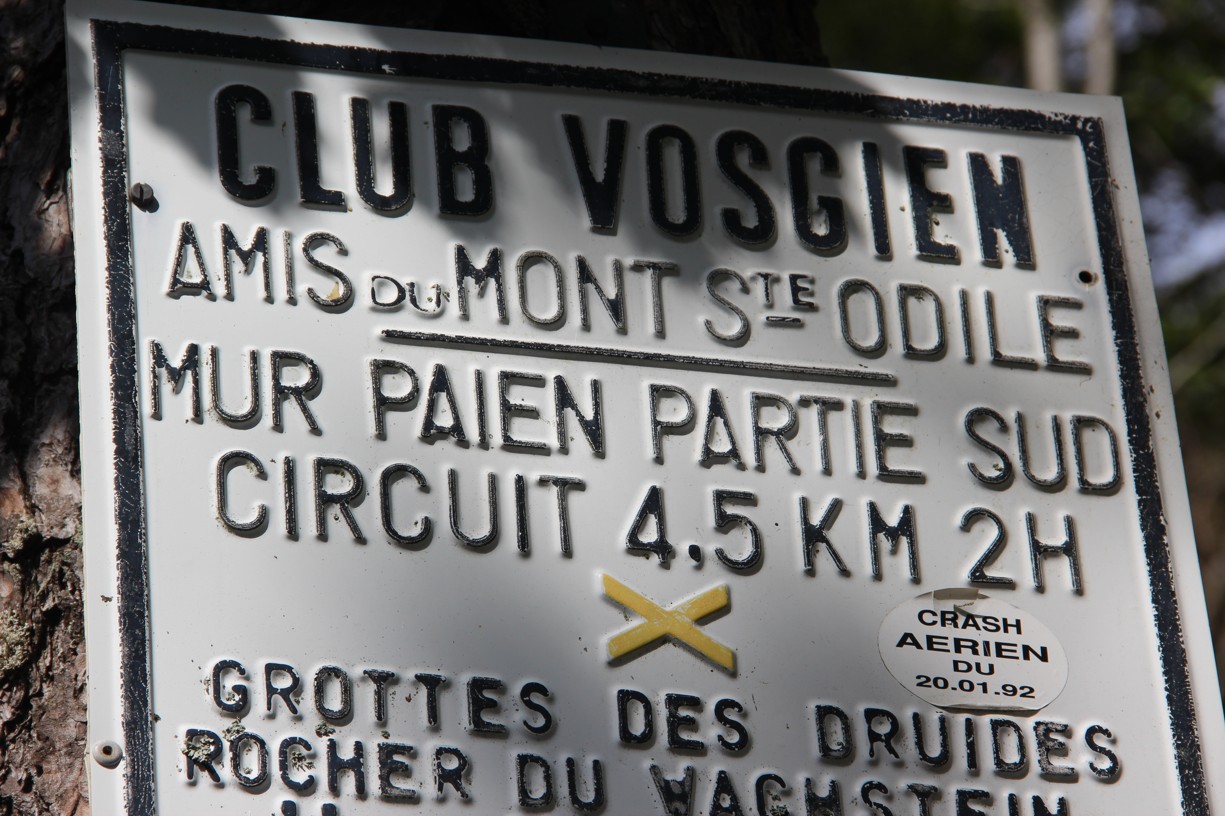 CLUB VOSGIEN
AMIS DU MONT STE ODILE
MUR PAIEN PARTIE SUD
CIRCUIT 4.5 KM 2H
CRASH
AERIEN
DU
20.01.92
GROTTES DES DRUIDES
ROCHER DU WACHSTEIN